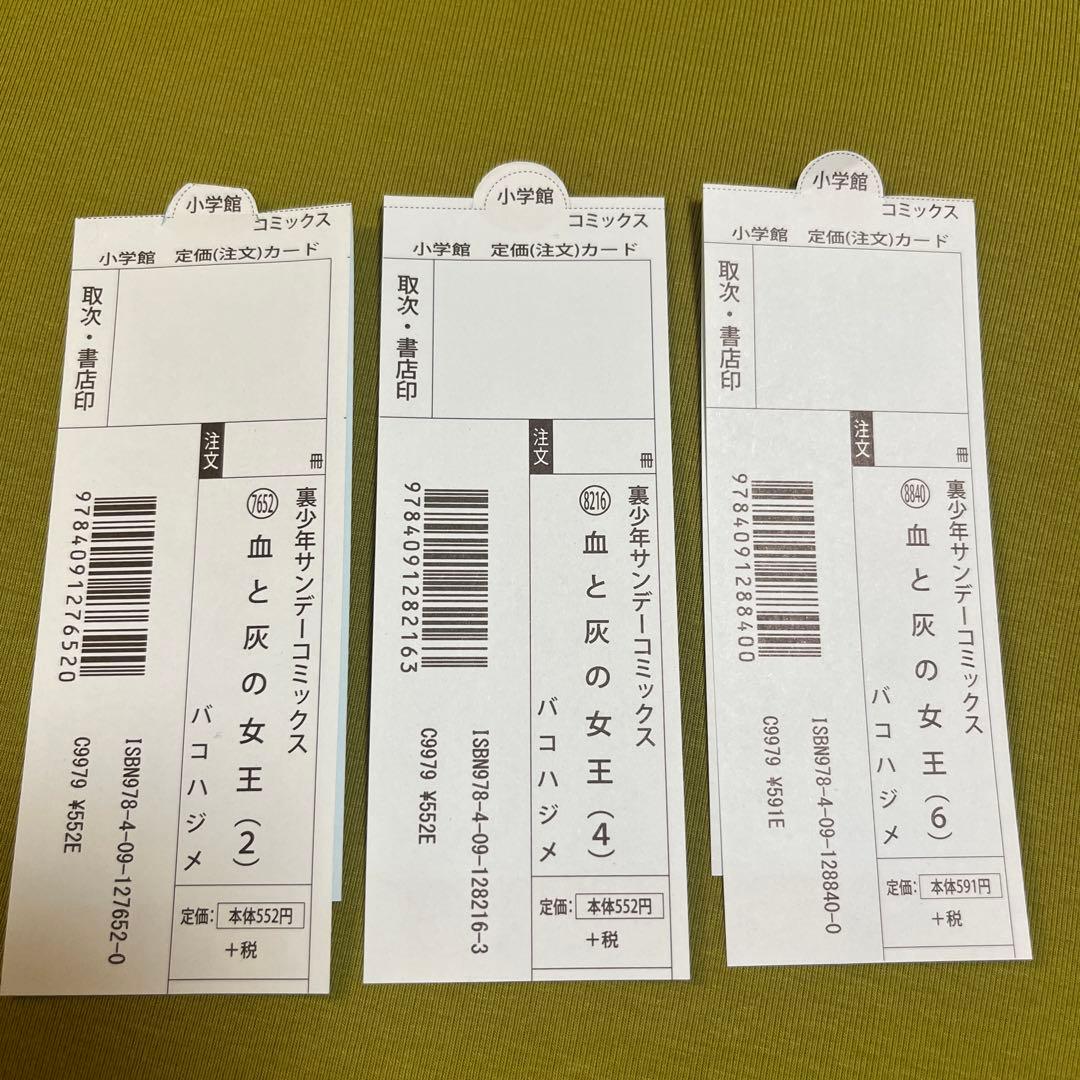 小学館
コミックス
小学館 定価(注文)カード
取次・書店印
注文
冊
裏少年サンデーコミックス
7652 血と灰の女王(2)
バコハジメ
9784091276520
ISBN978-4-09-127652-0
C9979 ¥552E
定価: 本体552円
+税
小学館
コミックス
小学館 定価(注文)カード
取次・書店印
注文
冊
裏少年サンデーコミックス
8216 血と灰の女王(4)
バコハジメ
9784091282163
ISBN978-4-09-128216-3
C9979 ¥552E
定価: 本体552円
+税
小学館
コミックス
小学館 定価(注文)カード
取次・書店印
注文
冊
裏少年サンデーコミックス
8840 血と灰の女王(6)
バコハジメ
9784091288400
ISBN978-4-09-128840-0
C9979 ¥591E
定価: 本体591円
+税